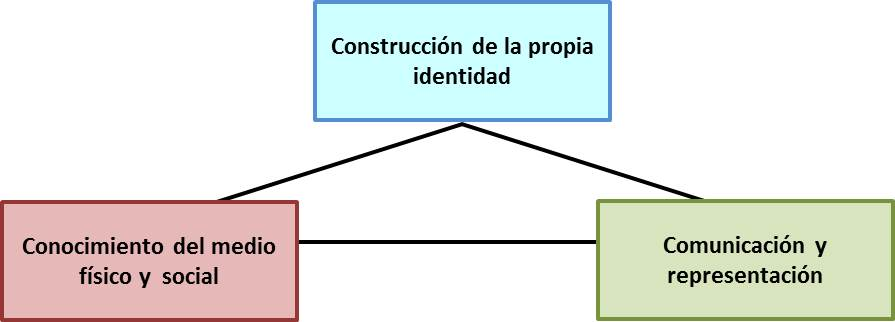 Construcción de la propia
identidad
Conocimiento del medio
físico y social
Comunicación y
representación